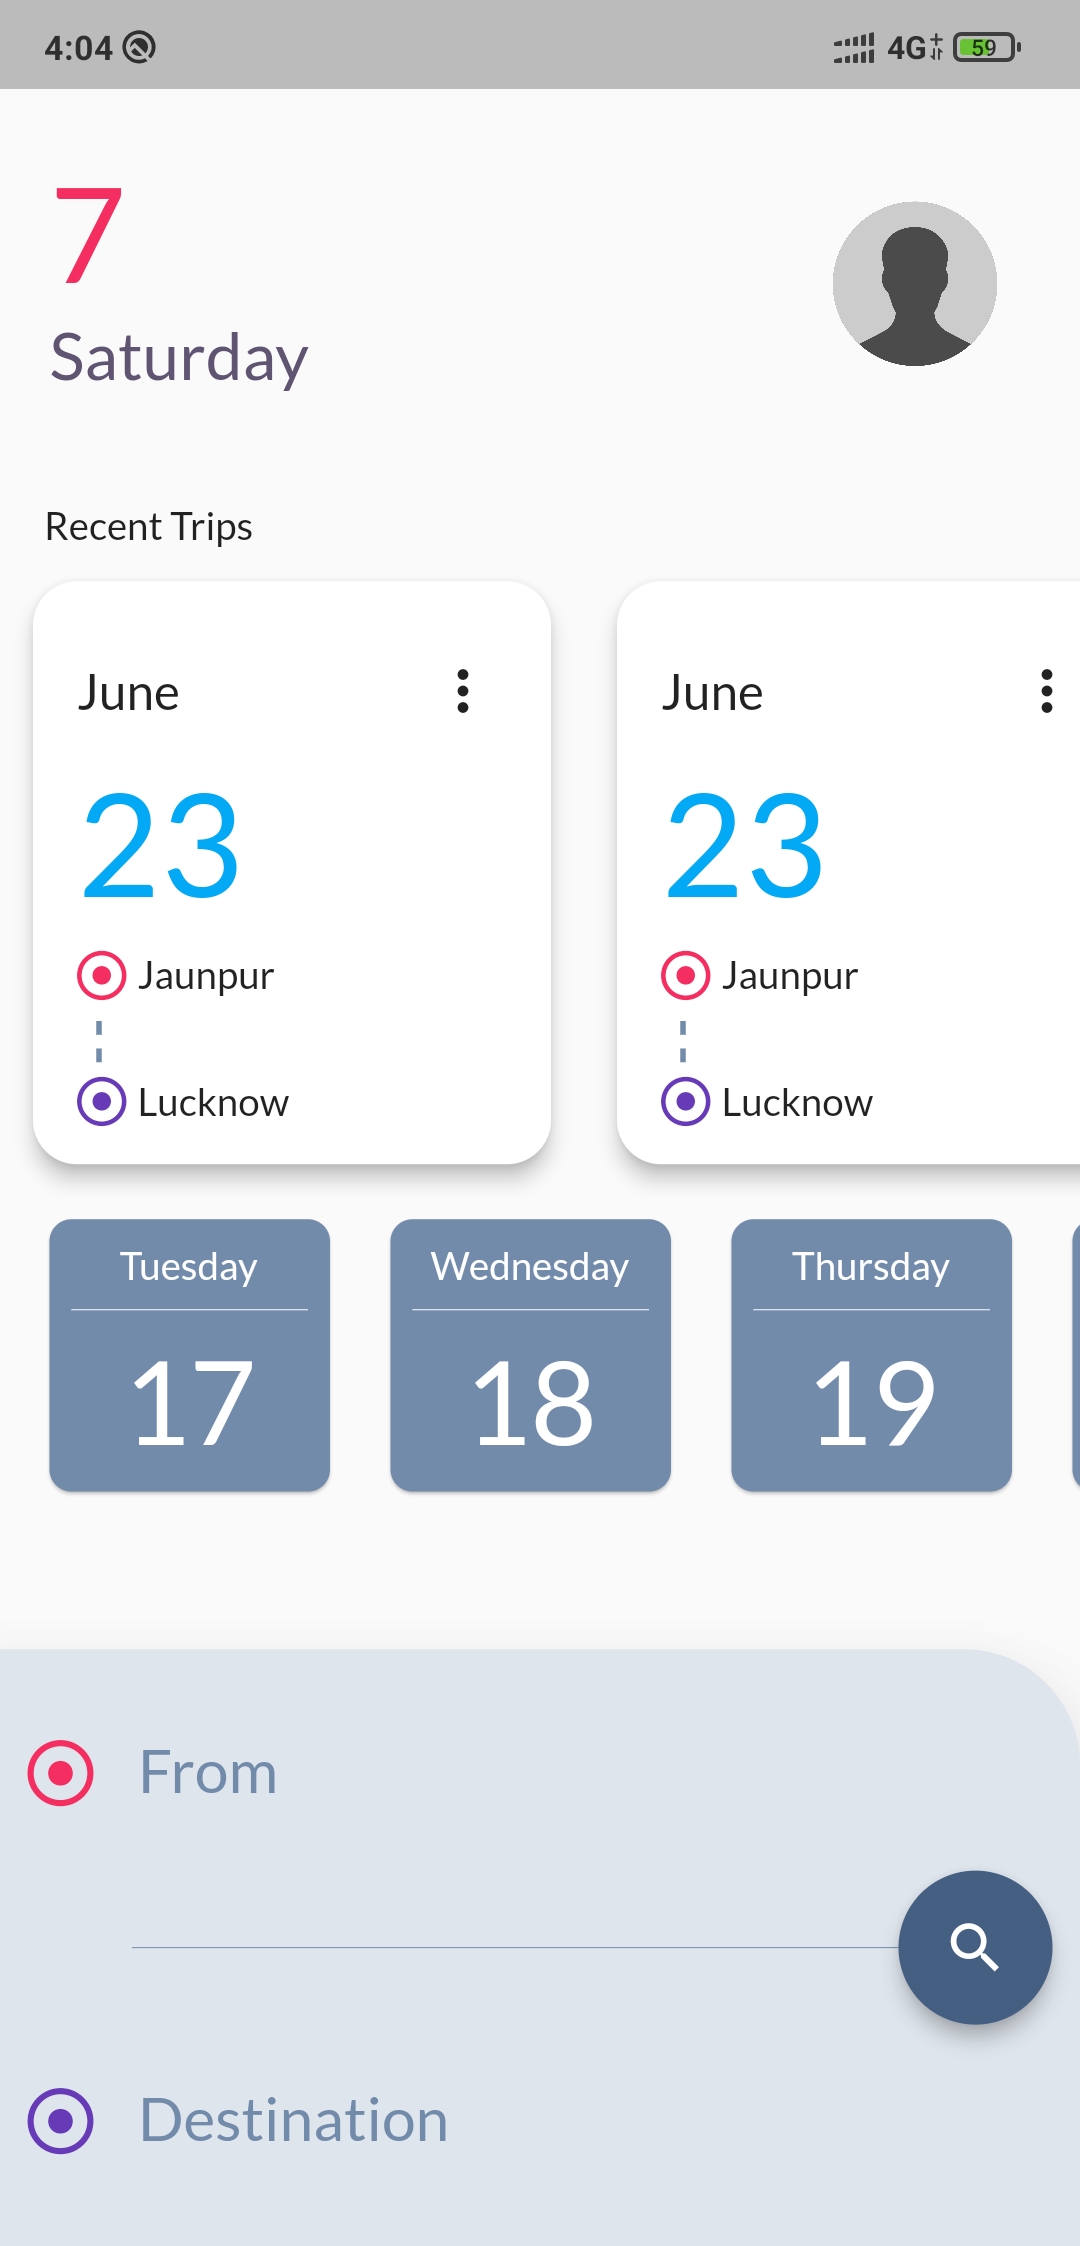 4:04 4G 59
7
Saturday
Recent Trips
June
23
Jaunpur
Lucknow
June
23
Jaunpur
Lucknow
Tuesday
17
Wednesday
18
Thursday
19
From
Destination